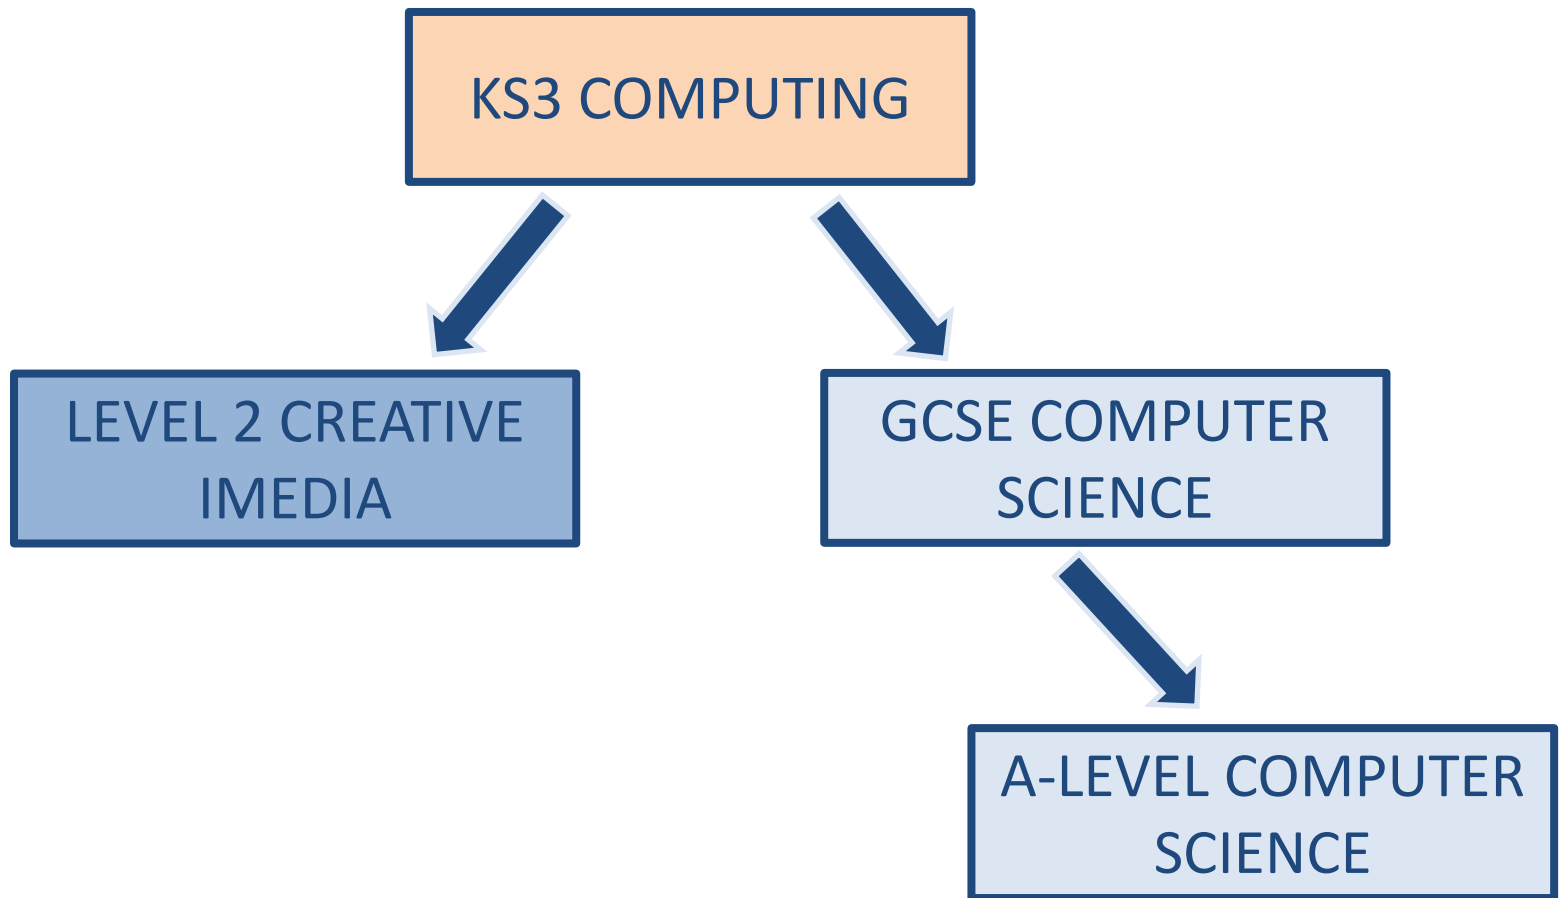 KS3 COMPUTING
LEVEL 2 CREATIVE
IMEDIA
GCSE COMPUTER
SCIENCE
A-LEVEL COMPUTER
SCIENCE